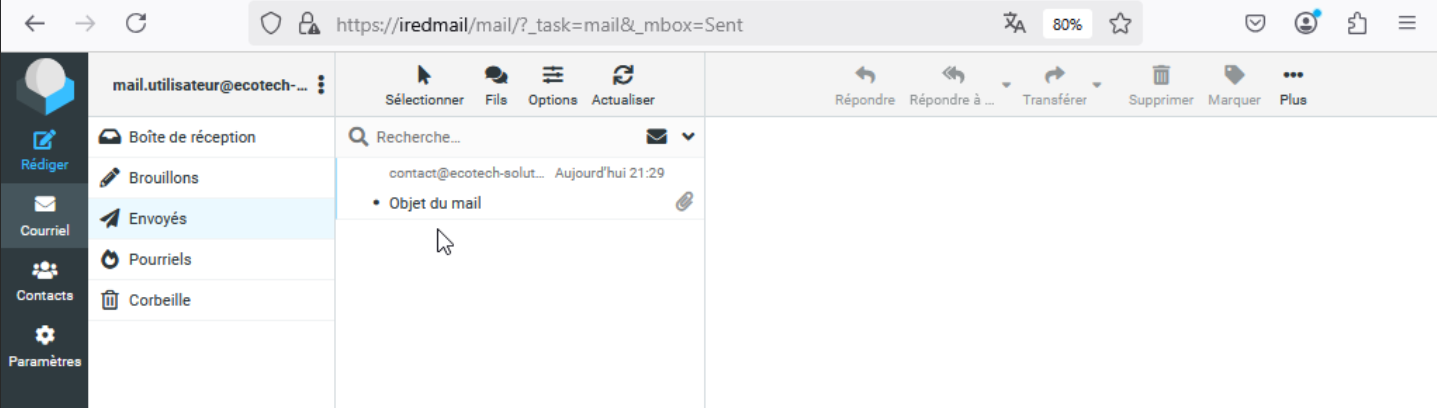 https://iredmail/mail/?_task=mail&_mbox=Sent
80%
mail.utilisateur@ecotech-...
Sélectionner Fils Options Actualiser
Répondre Répondre à ... Transférer Supprimer Marquer Plus
Rédiger
Courriel
Contacts
Paramètres
Boîte de réception
Brouillons
Envoyés
Pourriels
Corbeille
Recherche...
contact@ecotech-solut... Aujourd'hui 21:29
• Objet du mail